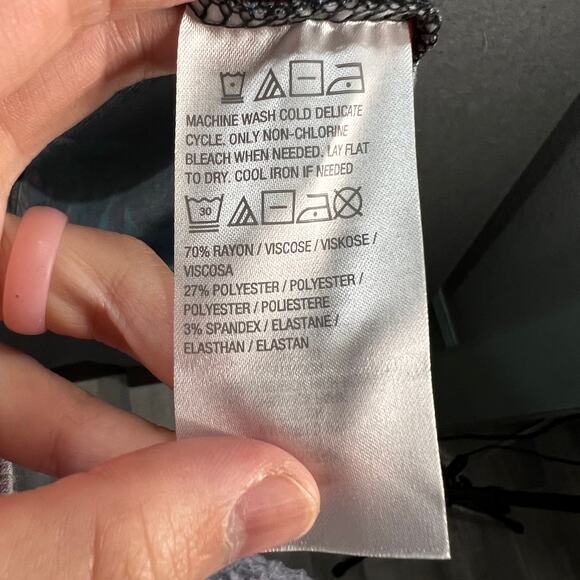 MACHINE WASH COLD DELICATE
CYCLE. ONLY NON-CHLORINE
BLEACH WHEN NEEDED. LAY FLAT
TO DRY. COOL IRON IF NEEDED
30
70% RAYON / VISCOSE / VISKOSE /
VISCOSA
27% POLYESTER / POLYESTER /
POLYESTER / POLIESTERE
3% SPANDEX / ELASTANE /
ELASTHAN / ELASTAN